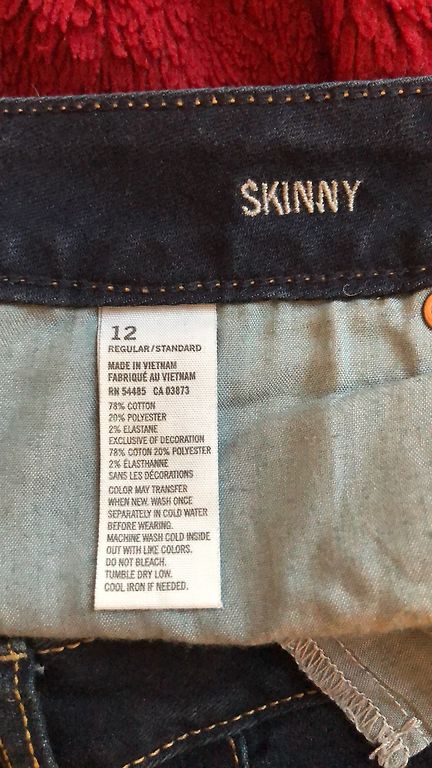 SKINNY
12
REGULAR/STANDARD
MADE IN VIETNAM
FABRIQUÉ AU VIETNAM
RN 54485 CA 03873
78% COTTON
20% POLYESTER
2% ELASTANE
EXCLUSIVE OF DECORATION
78% COTON 20% POLYESTER
2% ÉLASTHANNE
SANS LES DÉCORATIONS
COLOR MAY TRANSFER
WHEN NEW. WASH ONCE
SEPARATELY IN COLD WATER
BEFORE WEARING.
MACHINE WASH COLD INSIDE
OUT WITH LIKE COLORS.
DO NOT BLEACH.
TUMBLE DRY LOW.
COOL IRON IF NEEDED.